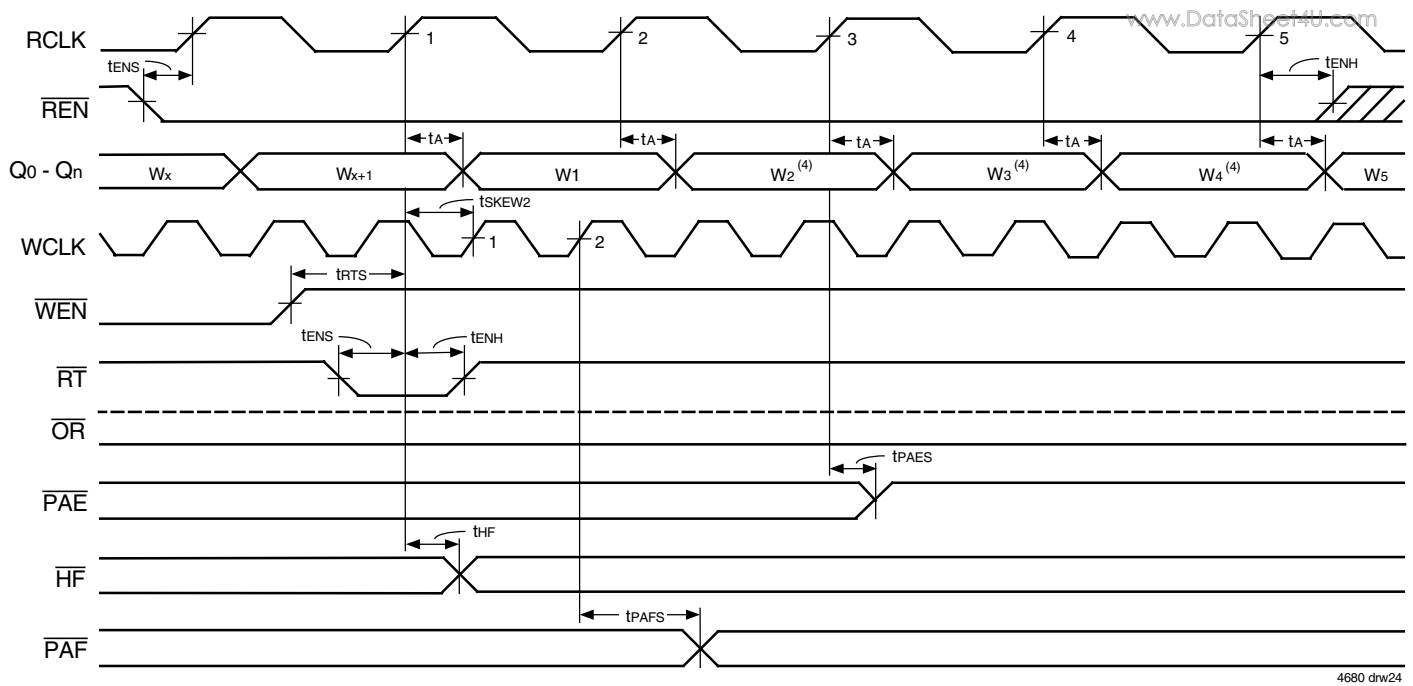 www.DataSheet4U.com
RCLK 1 2 3 4 5
tENS tENH
REN
tA tA tA tA tA
Q0 - Qn Wx Wx+1 W1 W2(4) W3(4) W4(4) W5
tSKEW2
WCLK 1 2
tRTS
WEN
tENS tENH
RT
OR
tPAES
PAE
tHF
HF
tPAFS
PAF
4680 drw24